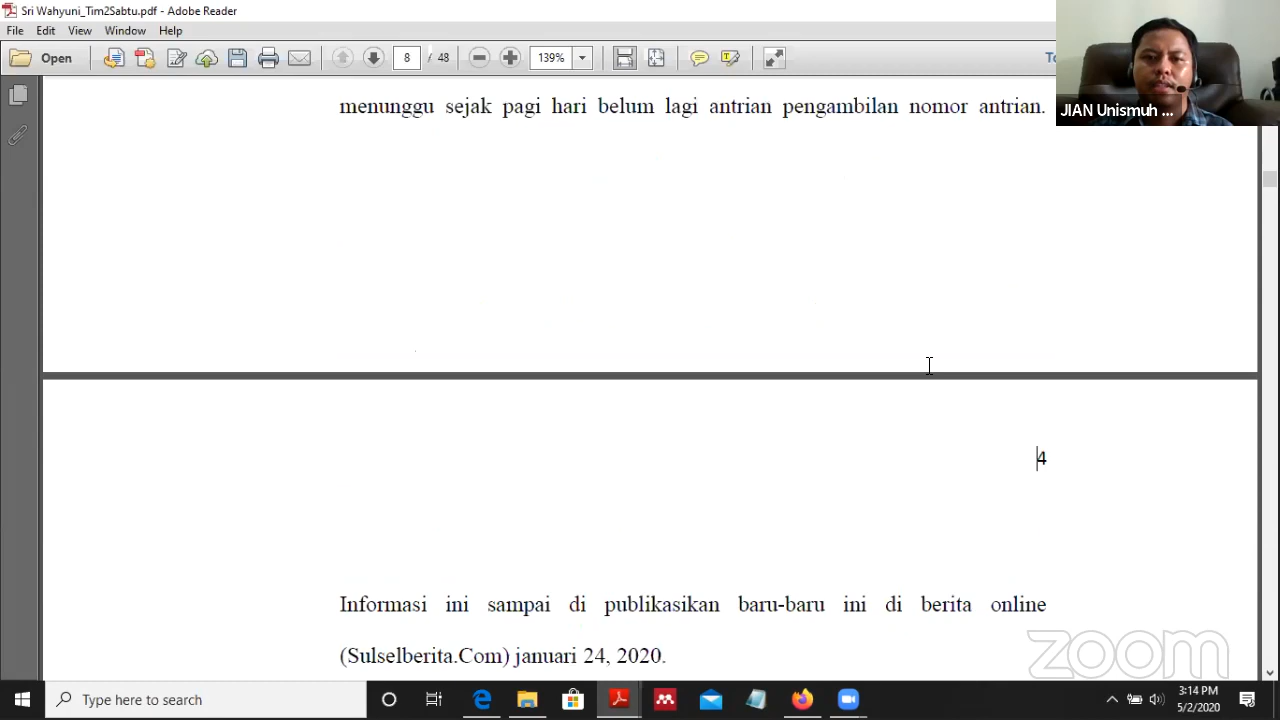 Sri Wahyuni_Tim2Sabtu.pdf - Adobe Reader
File Edit View Window Help
Open 8 / 48 139% To
JIAN Unismuh ...
menunggu sejak pagi hari belum lagi antrian pengambilan nomor antrian.
4
Informasi ini sampai di publikasikan baru-baru ini di berita online
(Sulselberita.Com) januari 24, 2020.
zoom
Type here to search
3:14 PM
5/2/2020